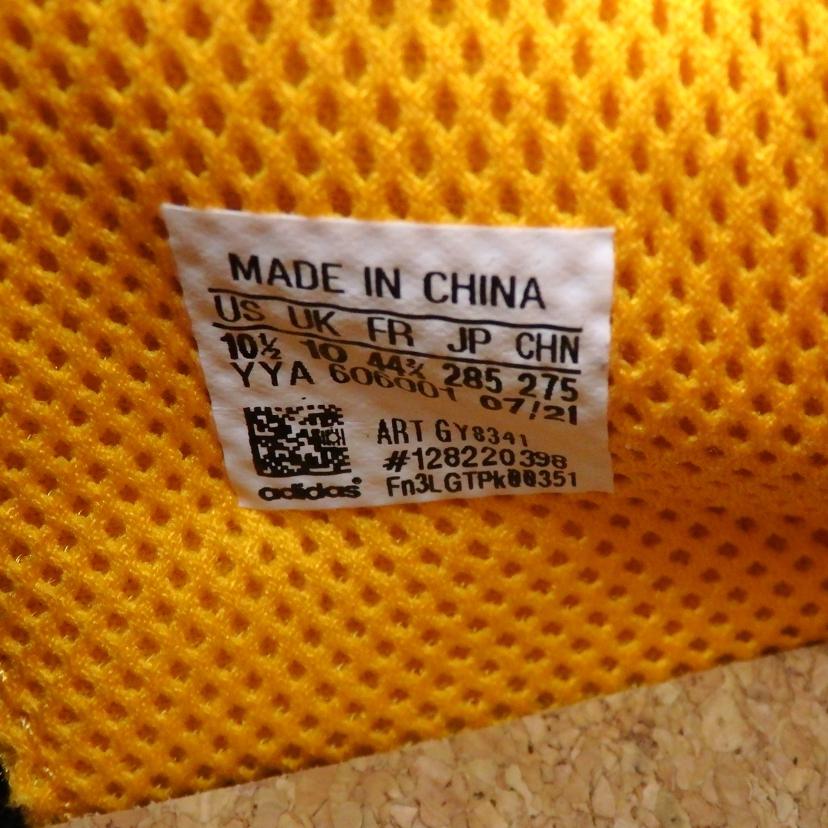 MADE IN CHINA
US UK FR JP CHN
10½ 10 44⅔ 285 275
YYA 606001 07/21
ART GY8341
#128220398
adidas® Fn3LGTPk00351